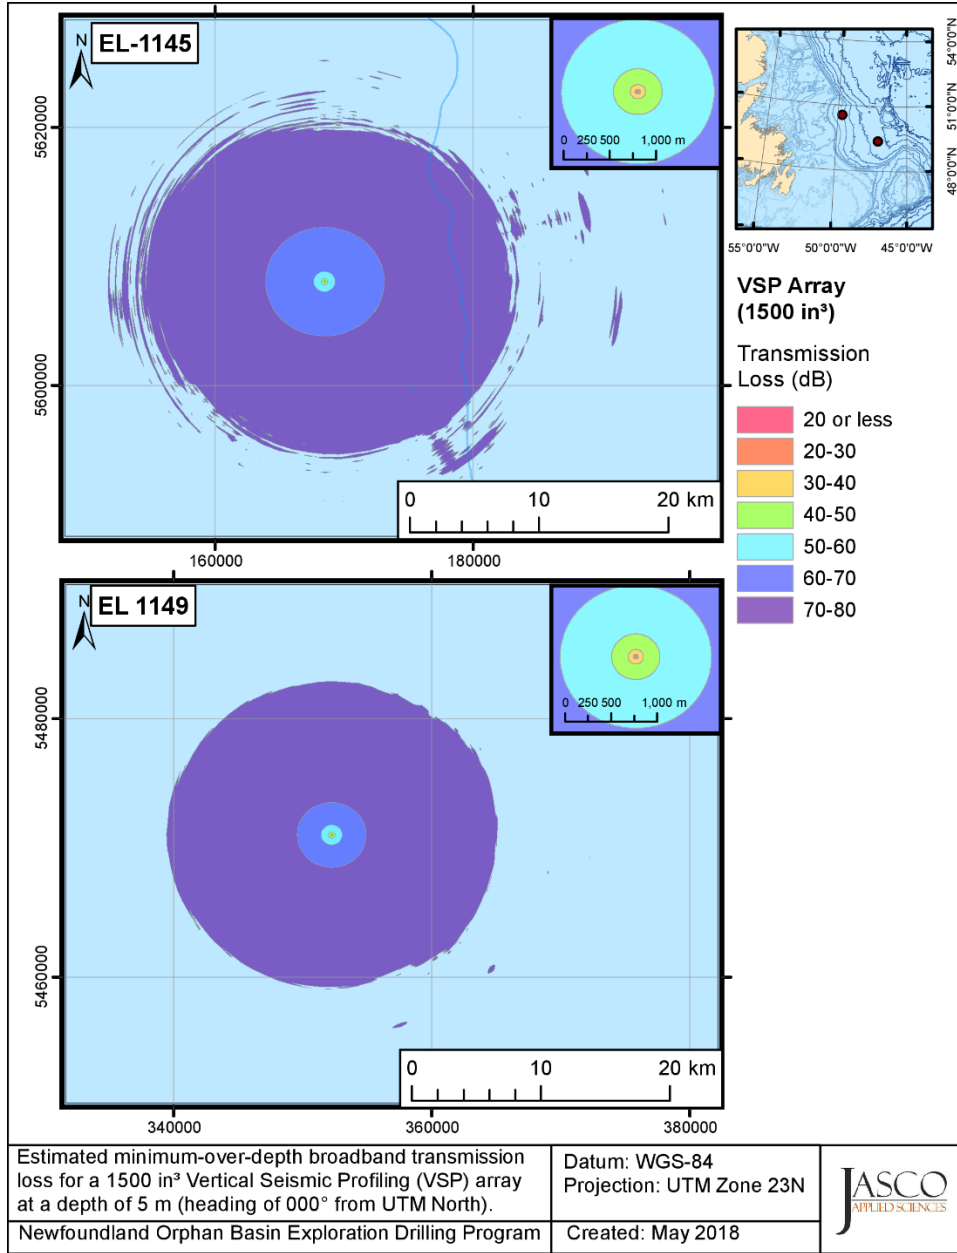 EL-1145
N
0 250 500 1,000 m
5620000
5600000
0 10 20 km
160000 180000
54°0'0"N
51°0'0"N
48°0'0"N
55°0'0"W 50°0'0"W 45°0'0"W
VSP Array
(1500 in³)
Transmission
Loss (dB)
20 or less
20-30
30-40
40-50
50-60
60-70
70-80
EL 1149
N
0 250 500 1,000 m
5480000
5460000
0 10 20 km
340000 360000 380000
Estimated minimum-over-depth broadband transmission
loss for a 1500 in³ Vertical Seismic Profiling (VSP) array
at a depth of 5 m (heading of 000° from UTM North).
Newfoundland Orphan Basin Exploration Drilling Program
Datum: WGS-84
Projection: UTM Zone 23N
Created: May 2018
JASCO
APPLIED SCIENCES